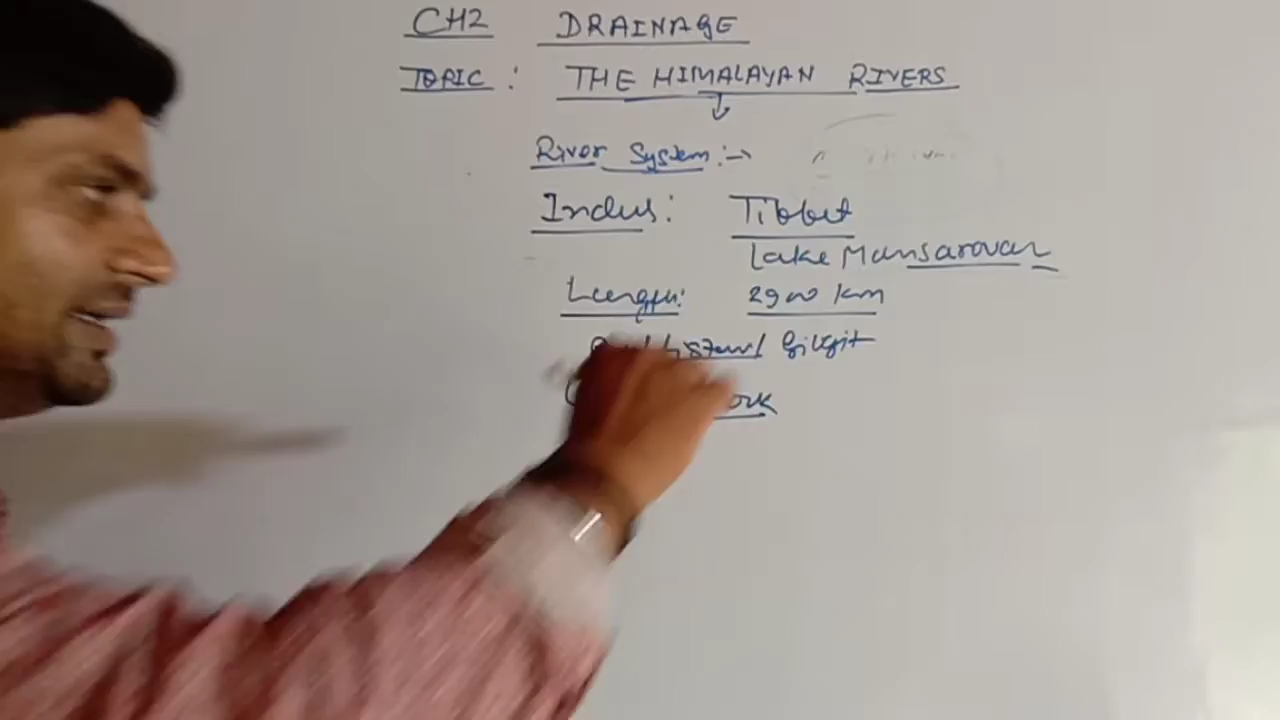 CH2 DRAINAGE
TOPIC : THE HIMALAYAN RIVERS
River System :→
Indus: Tibbet
Lake Mansarovar
Length: 2900 km
Gilgit